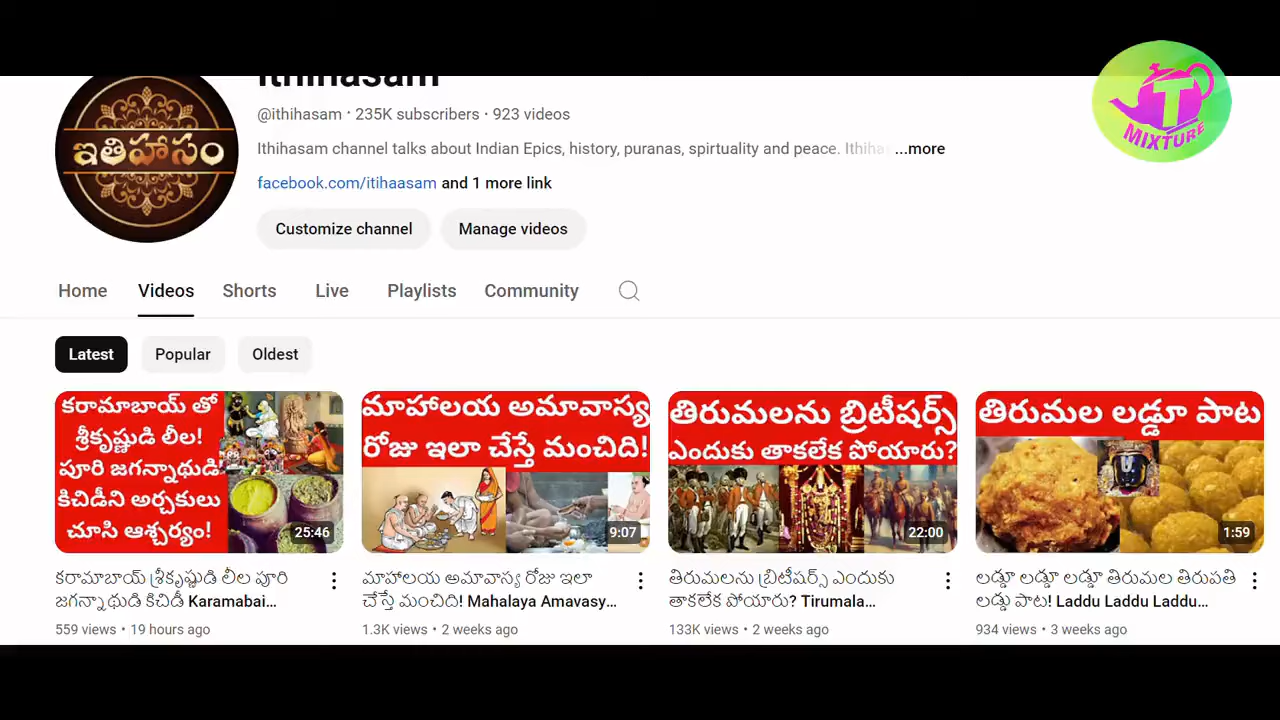 ithihasam
@ithihasam · 235K subscribers · 923 videos
Ithihasam channel talks about Indian Epics, history, puranas, spirtuality and peace. Ithiha ...more
facebook.com/itihaasam and 1 more link
Customize channel
Manage videos
ఇతిహాసం
T
MIXTURE
Home
Videos
Shorts
Live
Playlists
Community
Latest
Popular
Oldest
కరామాబాయ్ తో
శ్రీకృష్ణుడి లీల!
పూరి జగన్నాథుడి
కిచిడీని అర్చకులు
చూసి ఆశ్చర్యం!
25:46
కరామాబాయ్ శ్రీకృష్ణుడి లీల పూరి
జగన్నాథుడి కిచిడీ Karamabai...
559 views · 19 hours ago
మాహాలయ అమావాస్య
రోజు ఇలా చేస్తే మంచిది!
9:07
మాహాలయ అమావాస్య రోజు ఇలా
చేస్తే మంచిది! Mahalaya Amavasy...
1.3K views · 2 weeks ago
తిరుమలను బ్రిటీషర్స్
ఎందుకు తాకలేక పోయారు?
22:00
తిరుమలను బ్రిటీషర్స్ ఎందుకు
తాకలేక పోయారు? Tirumala...
133K views · 2 weeks ago
తిరుమల లడ్డూ పాట
1:59
లడ్డూ లడ్డూ లడ్డూ తిరుమల తిరుపతి
లడ్డు పాట! Laddu Laddu Laddu...
934 views · 3 weeks ago